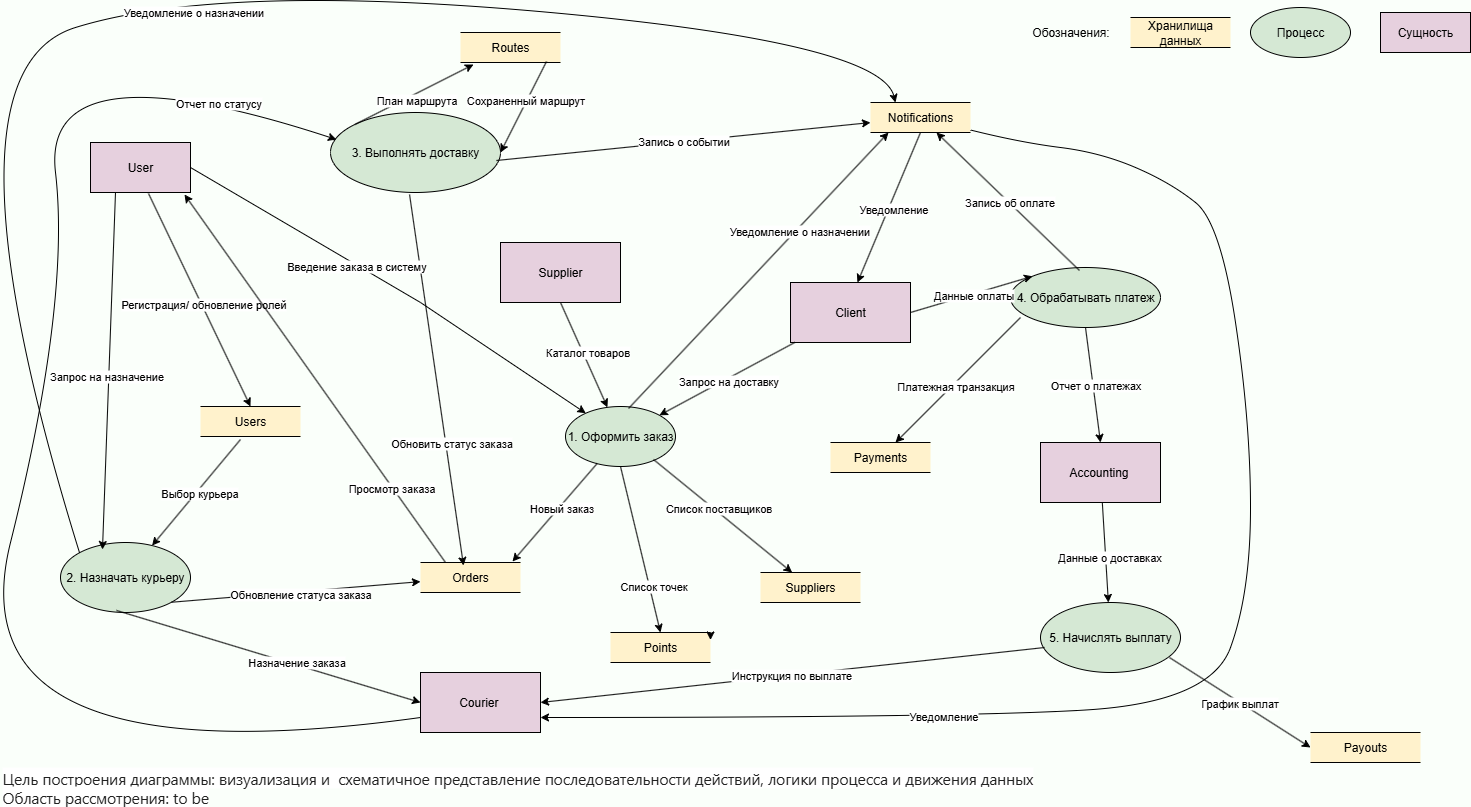 Уведомление о назначении
Обозначения:
Хранилища
данных
Процесс
Сущность
Routes
План маршрута
Сохраненный маршрут
Отчет по статусу
Notifications
3. Выполнять доставку
Запись о событии
User
Уведомление
Запись об оплате
Уведомление о назначении
Введение заказа в систему
Supplier
Регистрация/ обновление ролей
Данные оплаты
4. Обрабатывать платеж
Client
Каталог товаров
Запрос на назначение
Запрос на доставку
Платежная транзакция
Отчет о платежах
Users
1. Оформить заказ
Обновить статус заказа
Payments
Accounting
Выбор курьера
Просмотр заказа
Новый заказ
Список поставщиков
Данные о доставках
2. Назначать курьеру
Orders
Список точек
Suppliers
Обновление статуса заказа
Points
5. Начислять выплату
Назначение заказа
Инструкция по выплате
Courier
График выплат
Уведомление
Payouts
Цель построения диаграммы: визуализация и  схематичное представление последовательности действий, логики процесса и движения данных
Область рассмотрения: to be